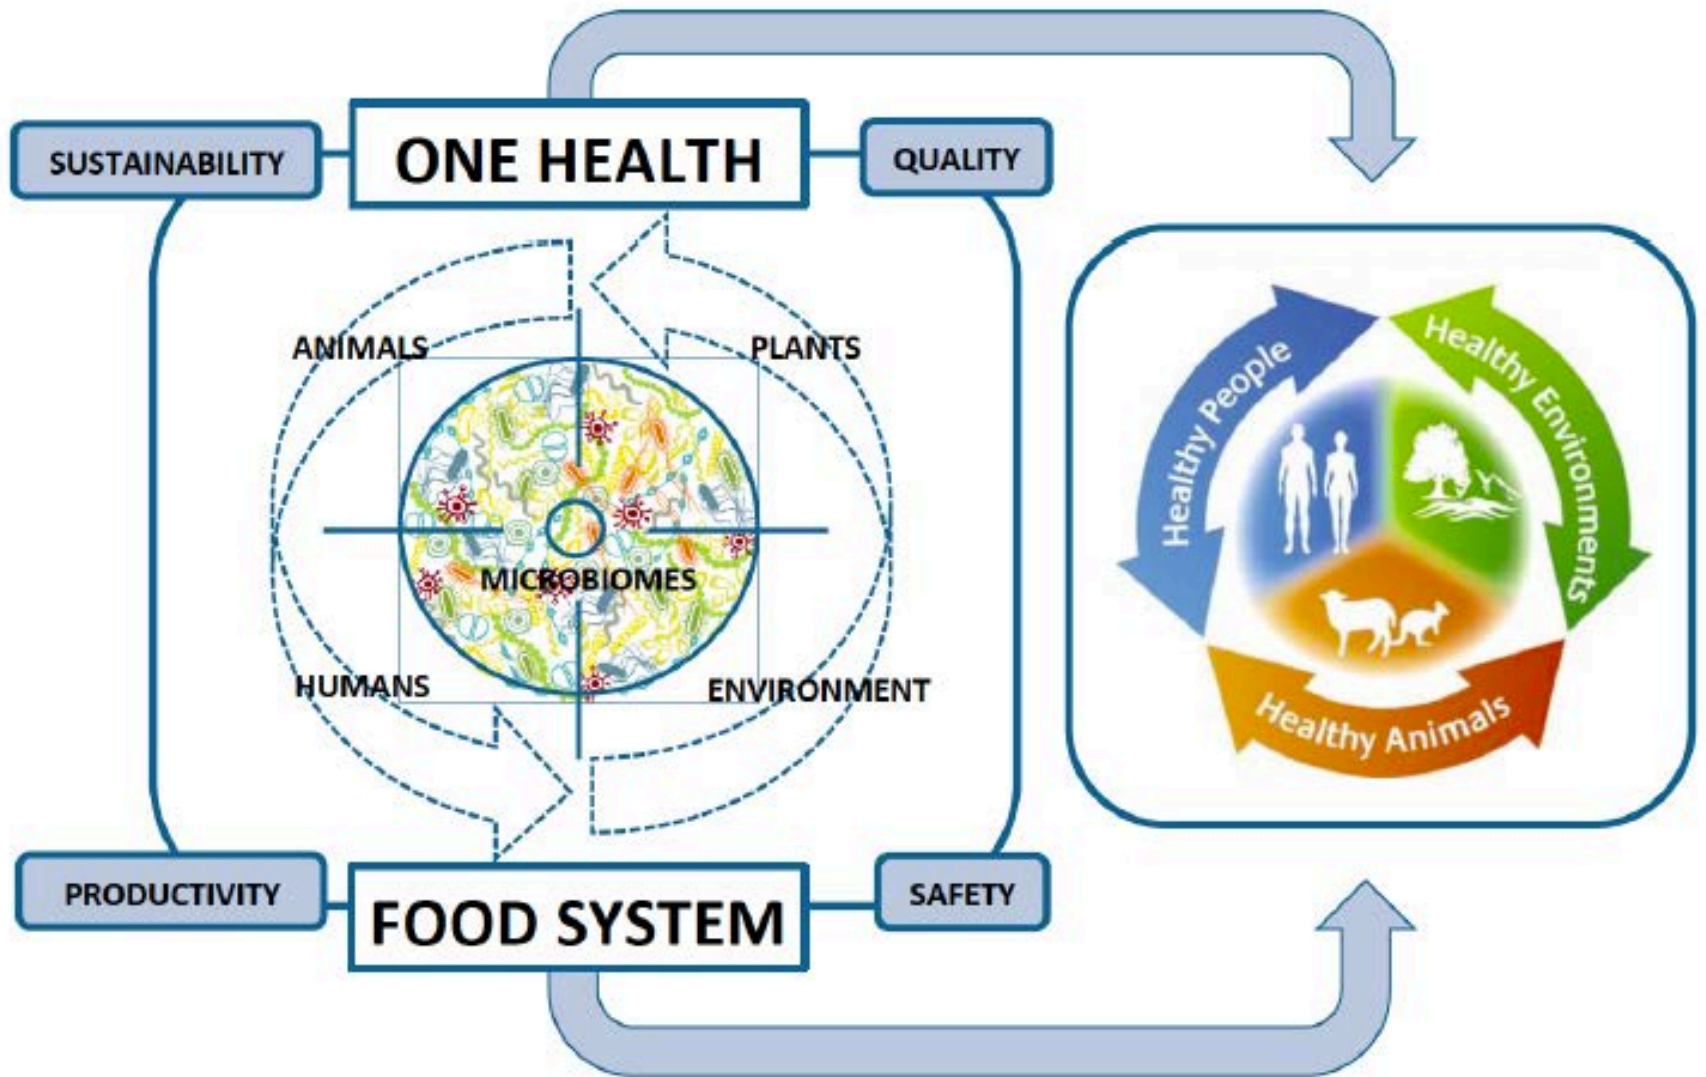 ONE HEALTH
SUSTAINABILITY
QUALITY
ANIMALS
PLANTS
MICROBIOMES
HUMANS
ENVIRONMENT
PRODUCTIVITY
SAFETY
FOOD SYSTEM
Healthy People
Healthy Environments
Healthy Animals